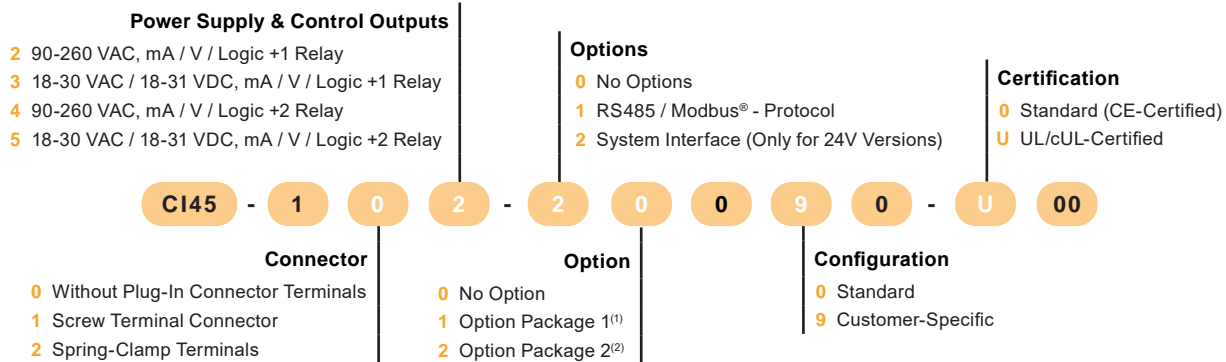 Power Supply & Control Outputs
2 90-260 VAC, mA / V / Logic +1 Relay
3 18-30 VAC / 18-31 VDC, mA / V / Logic +1 Relay
4 90-260 VAC, mA / V / Logic +2 Relay
5 18-30 VAC / 18-31 VDC, mA / V / Logic +2 Relay
Options
0 No Options
1 RS485 / Modbus® - Protocol
2 System Interface (Only for 24V Versions)
Certification
0 Standard (CE-Certified)
U UL/cUL-Certified
CI45 - 1 0 2 - 2 0 0 9 0 - U 00
Connector
0 Without Plug-In Connector Terminals
1 Screw Terminal Connector
2 Spring-Clamp Terminals
Option
0 No Option
1 Option Package 1(1)
2 Option Package 2(2)
Configuration
0 Standard
9 Customer-Specific